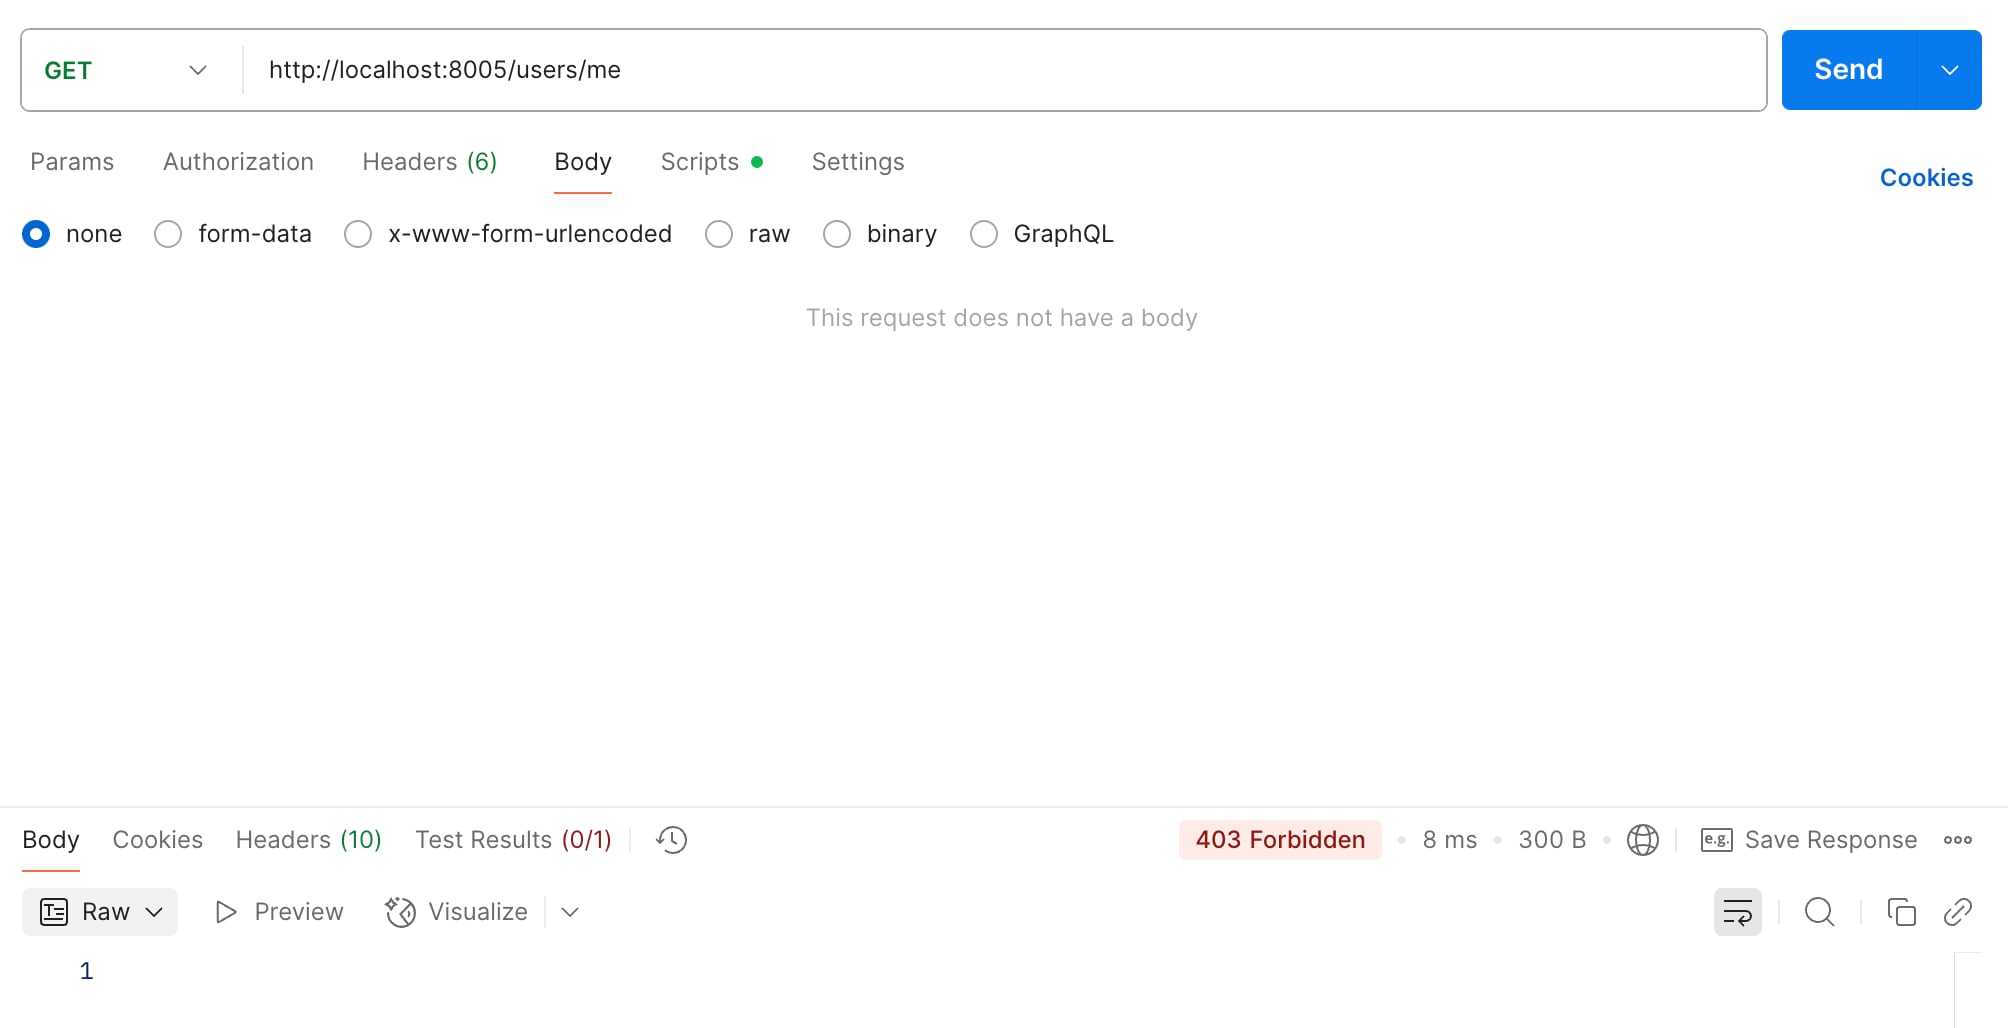 GET http://localhost:8005/users/me Send
Params Authorization Headers (6) Body Scripts Settings Cookies
none form-data x-www-form-urlencoded raw binary GraphQL
This request does not have a body
Body Cookies Headers (10) Test Results (0/1) 403 Forbidden 8 ms 300 B e.g. Save Response
Raw Preview Visualize
1